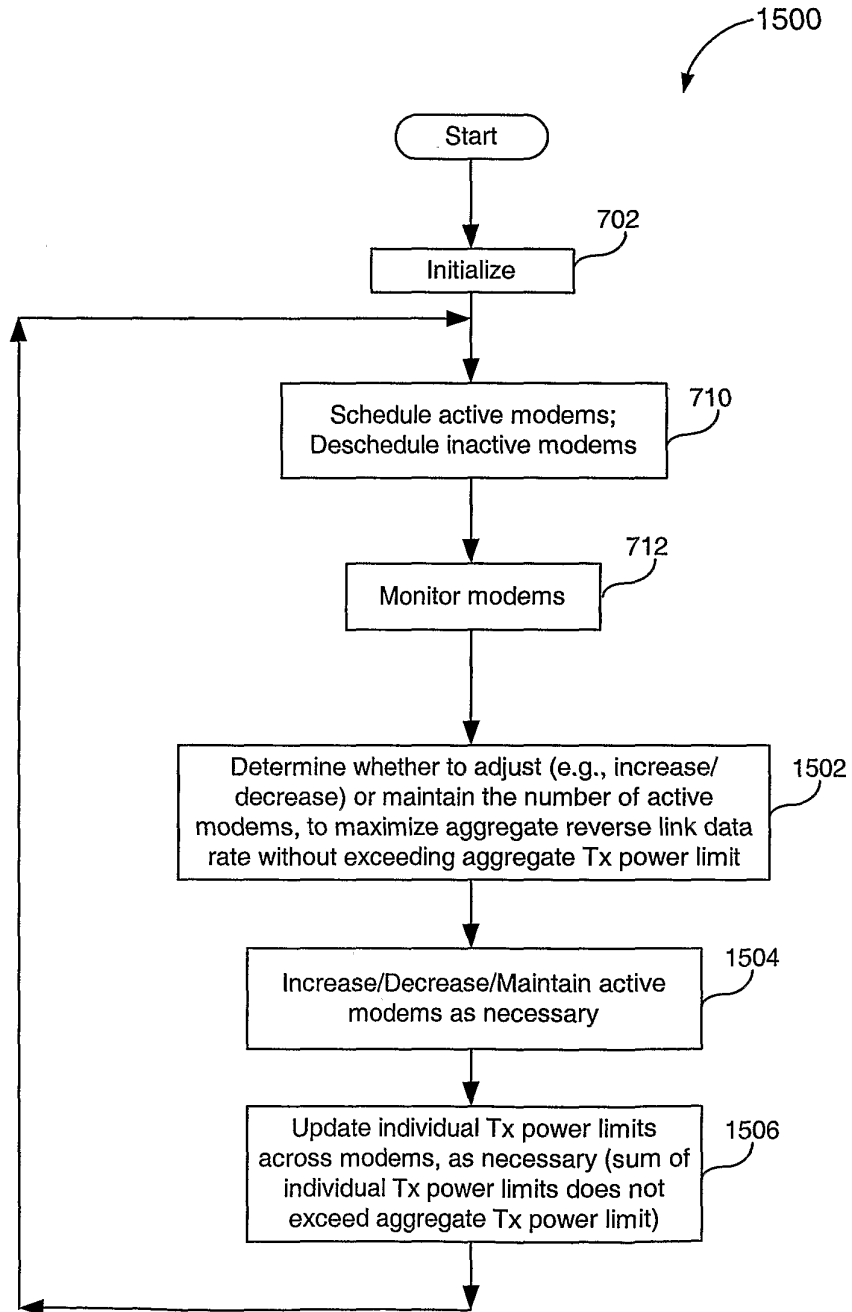 1500
Start
702
Initialize
710
Schedule active modems;
Deschedule inactive modems
712
Monitor modems
1502
Determine whether to adjust (e.g., increase/
decrease) or maintain the number of active
modems, to maximize aggregate reverse link data
rate without exceeding aggregate Tx power limit
1504
Increase/Decrease/Maintain active
modems as necessary
1506
Update individual Tx power limits
across modems, as necessary (sum of
individual Tx power limits does not
exceed aggregate Tx power limit)